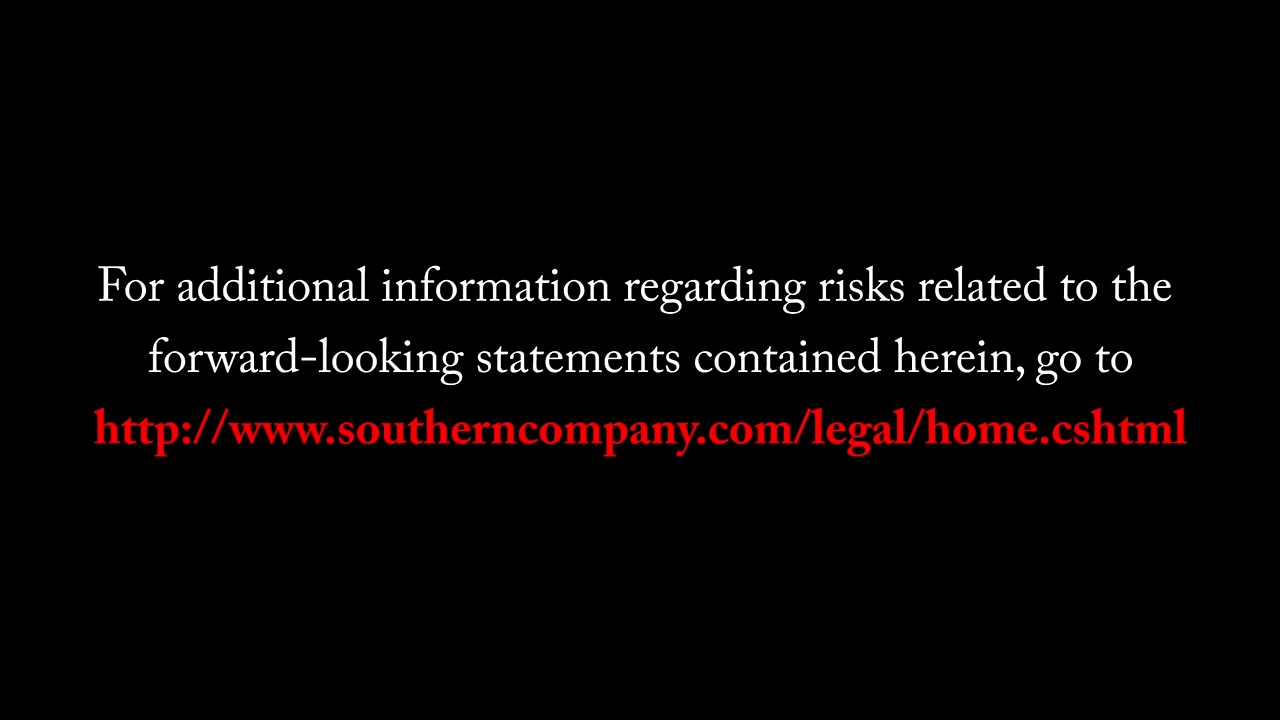 For additional information regarding risks related to the
forward-looking statements contained herein, go to
http://www.southerncompany.com/legal/home.cshtml